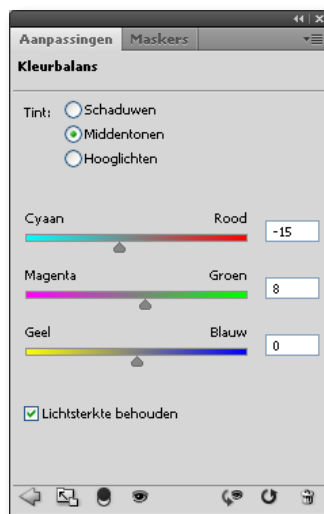 Aanpassingen Maskers
Kleurbalans
Tint: Schaduwen
Middentonen
Hooglichten
Cyaan Rood -15
Magenta Groen 8
Geel Blauw 0
Lichtsterkte behouden